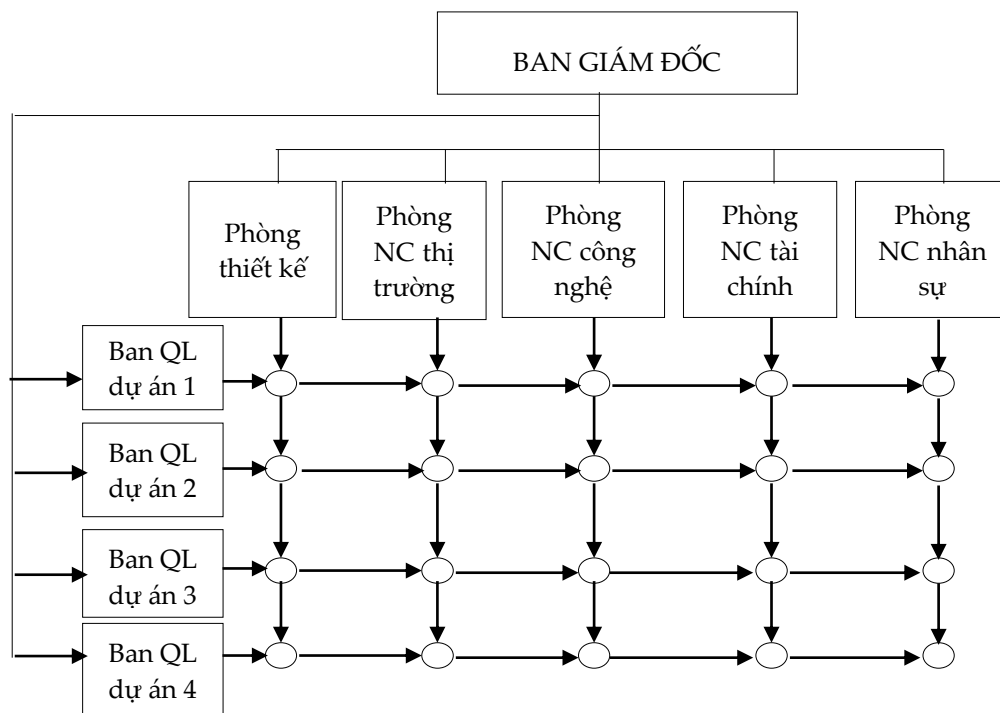 BAN GIÁM ĐỐC
Phòng
thiết kế
Phòng
NC thị
trường
Phòng
NC công
nghệ
Phòng
NC tài
chính
Phòng
NC nhân
sự
Ban QL
dự án 1
Ban QL
dự án 2
Ban QL
dự án 3
Ban QL
dự án 4